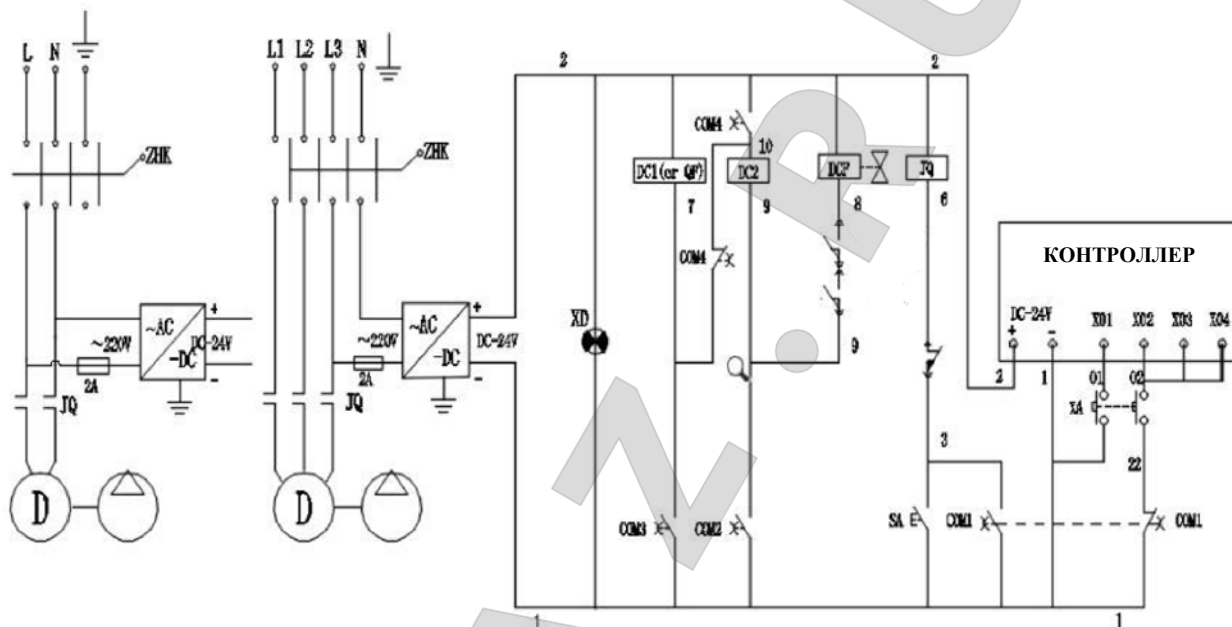 L N
L1 L2 L3 N
ZHK
ZHK
~220V
2A
~AC
-DC
+
DC-24V
-
JQ
D
~220V
2A
~AC
-DC
+
DC-24V
-
JQ
D
2
2
COM4
10
DC1(or QF)
DC2
DCF
JQ
7
9
8
6
COM4
XD
9
3
КОНТРОЛЛЕР
DC-24V
+ -
X01 X02 X03 X04
2 1 01 02
XA
22
COM3
COM2
SA
COM1
COM1
1
1